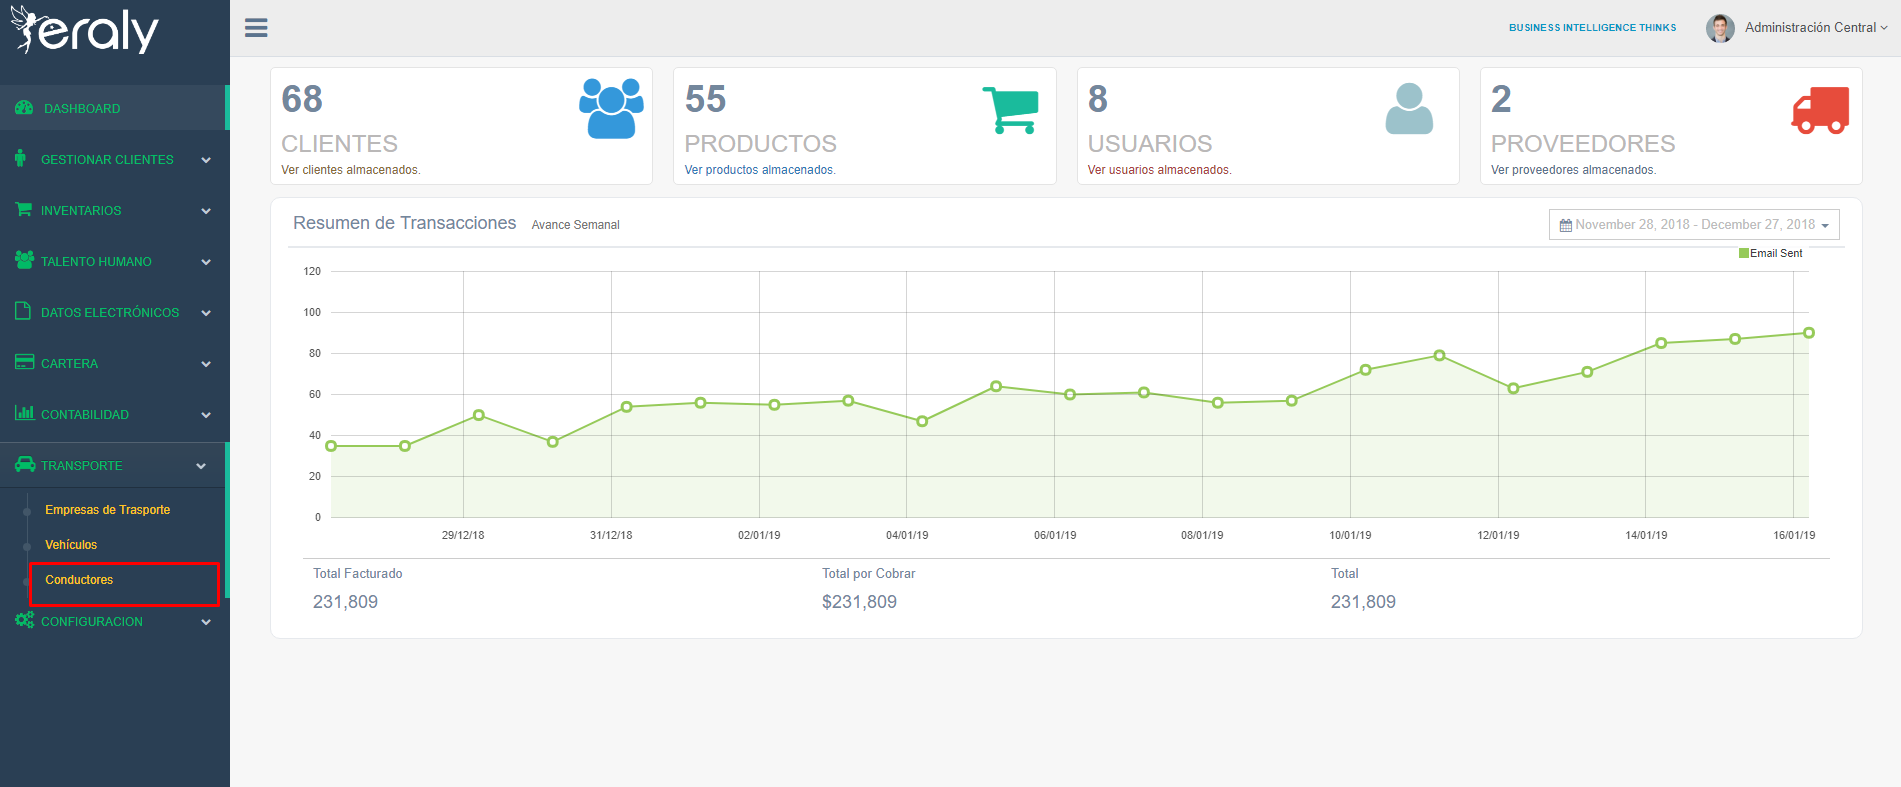 eraly
BUSINESS INTELLIGENCE THINKS
Administración Central
DASHBOARD
GESTIONAR CLIENTES
INVENTARIOS
TALENTO HUMANO
DATOS ELECTRÓNICOS
CARTERA
CONTABILIDAD
TRANSPORTE
Empresas de Trasporte
Vehículos
Conductores
CONFIGURACION
68
CLIENTES
Ver clientes almacenados.
55
PRODUCTOS
Ver productos almacenados.
8
USUARIOS
Ver usuarios almacenados.
2
PROVEEDORES
Ver proveedores almacenados.
Resumen de Transacciones Avance Semanal
November 28, 2018 - December 27, 2018
Email Sent
120
100
80
60
40
20
0
29/12/18 31/12/18 02/01/19 04/01/19 06/01/19 08/01/19 10/01/19 12/01/19 14/01/19 16/01/19
Total Facturado
231,809
Total por Cobrar
$231,809
Total
231,809